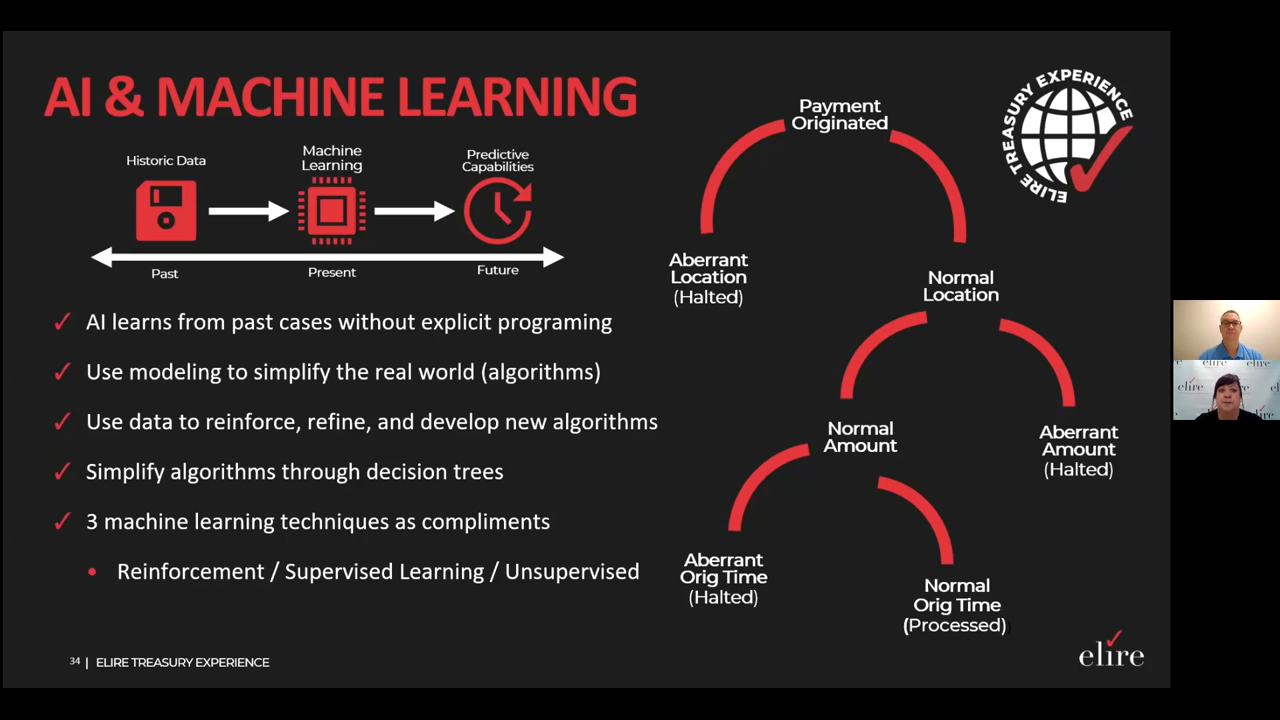 AI & MACHINE LEARNING
Historic Data
Machine
Learning
Predictive
Capabilities
Past
Present
Future
✓ AI learns from past cases without explicit programing
✓ Use modeling to simplify the real world (algorithms)
✓ Use data to reinforce, refine, and develop new algorithms
✓ Simplify algorithms through decision trees
✓ 3 machine learning techniques as compliments
• Reinforcement / Supervised Learning / Unsupervised
Payment
Originated
Aberrant
Location
(Halted)
Normal
Location
Normal
Amount
Aberrant
Amount
(Halted)
Aberrant
Orig Time
(Halted)
Normal
Orig Time
(Processed)
ELIRE TREASURY EXPERIENCE
34 | ELIRE TREASURY EXPERIENCE
elire
elire
elire